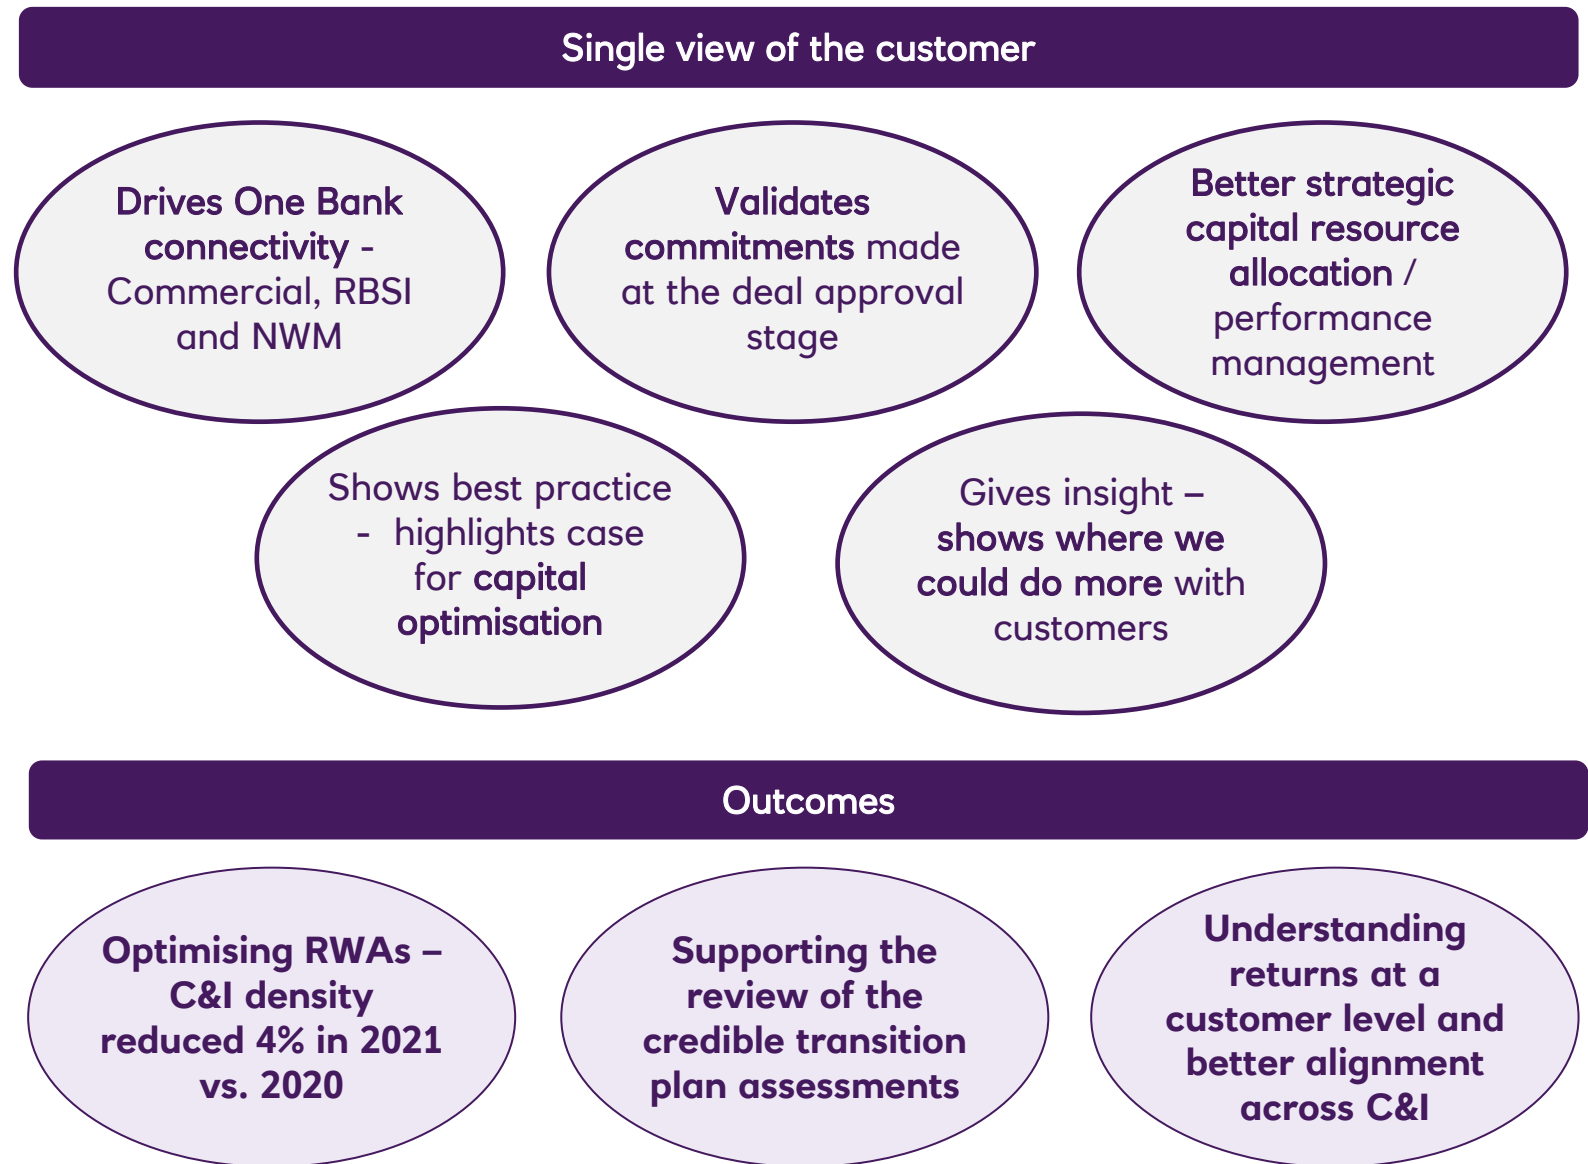 Single view of the customer
Drives One Bank
connectivity -
Commercial, RBSI
and NWM
Validates
commitments made
at the deal approval
stage
Better strategic
capital resource
allocation /
performance
management
Shows best practice
- highlights case
for capital
optimisation
Gives insight –
shows where we
could do more with
customers
Outcomes
Optimising RWAs –
C&I density
reduced 4% in 2021
vs. 2020
Supporting the
review of the
credible transition
plan assessments
Understanding
returns at a
customer level and
better alignment
across C&I